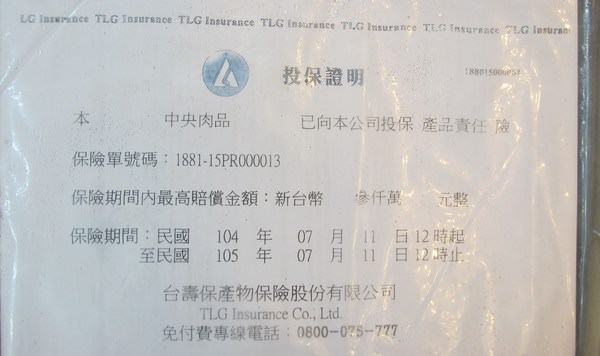 LG Insurance TLG Insurance TLG Insurance TLG Insurance TLG Insurance TLG Insurance TLG Insuran
投保證明
本 中央肉品 已向本公司投保 產品責任 險
保險單號碼：1881-15PR000013
保險期間內最高賠償金額：新台幣 參仟萬 元整
保險期間：民國 104 年 07 月 11 日 12 時起
至民國 105 年 07 月 11 日 12 時止
台壽保產物保險股份有限公司
TLG Insurance Co., Ltd.
免付費專線電話：0800-075-777